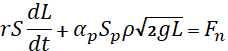 rS dL/dt + α_p S_p ρ√2gL = F_n